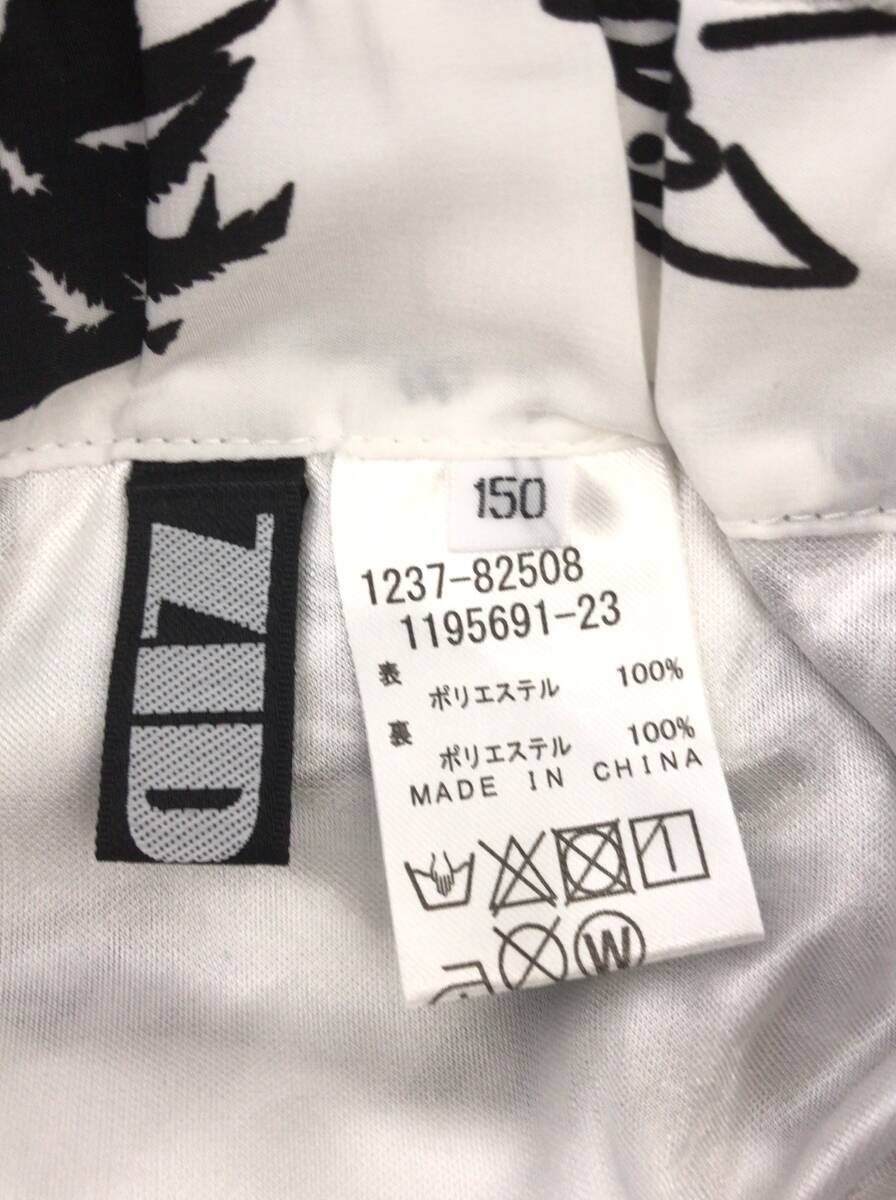 ZIDD
150
1237-82508
1195691-23
表 ポリエステル 100%
裏 ポリエステル 100%
MADE IN CHINA
W